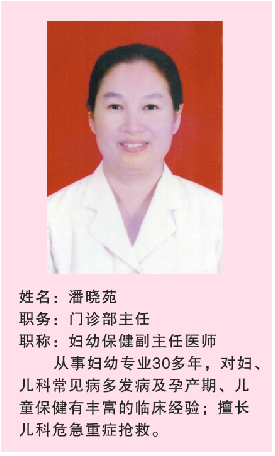 姓名：潘晓苑
职务：门诊部主任
职称：妇幼保健副主任医师
从事妇幼专业30多年，对妇、
儿科常见病多发病及孕产期、儿
童保健有丰富的临床经验；擅长
儿科危急重症抢救。